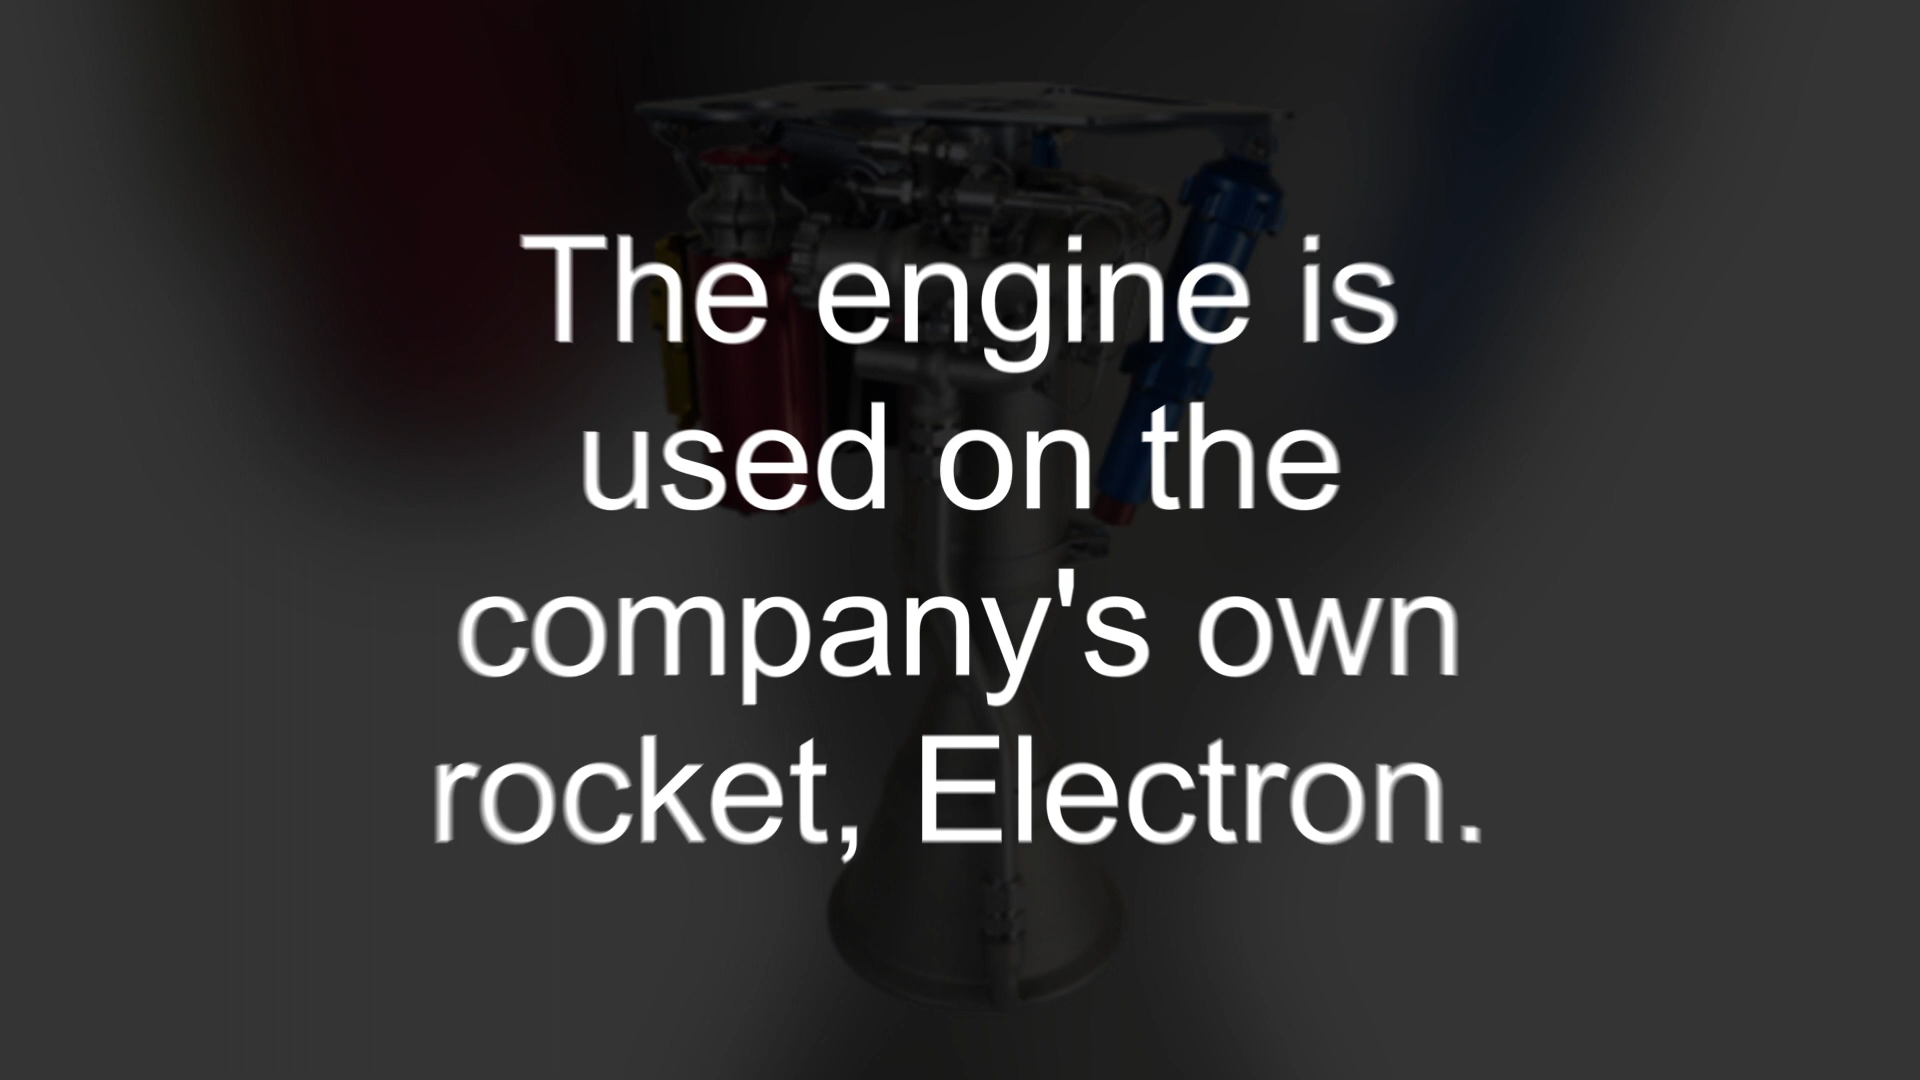 The engine is
used on the
company's own
rocket, Electron.